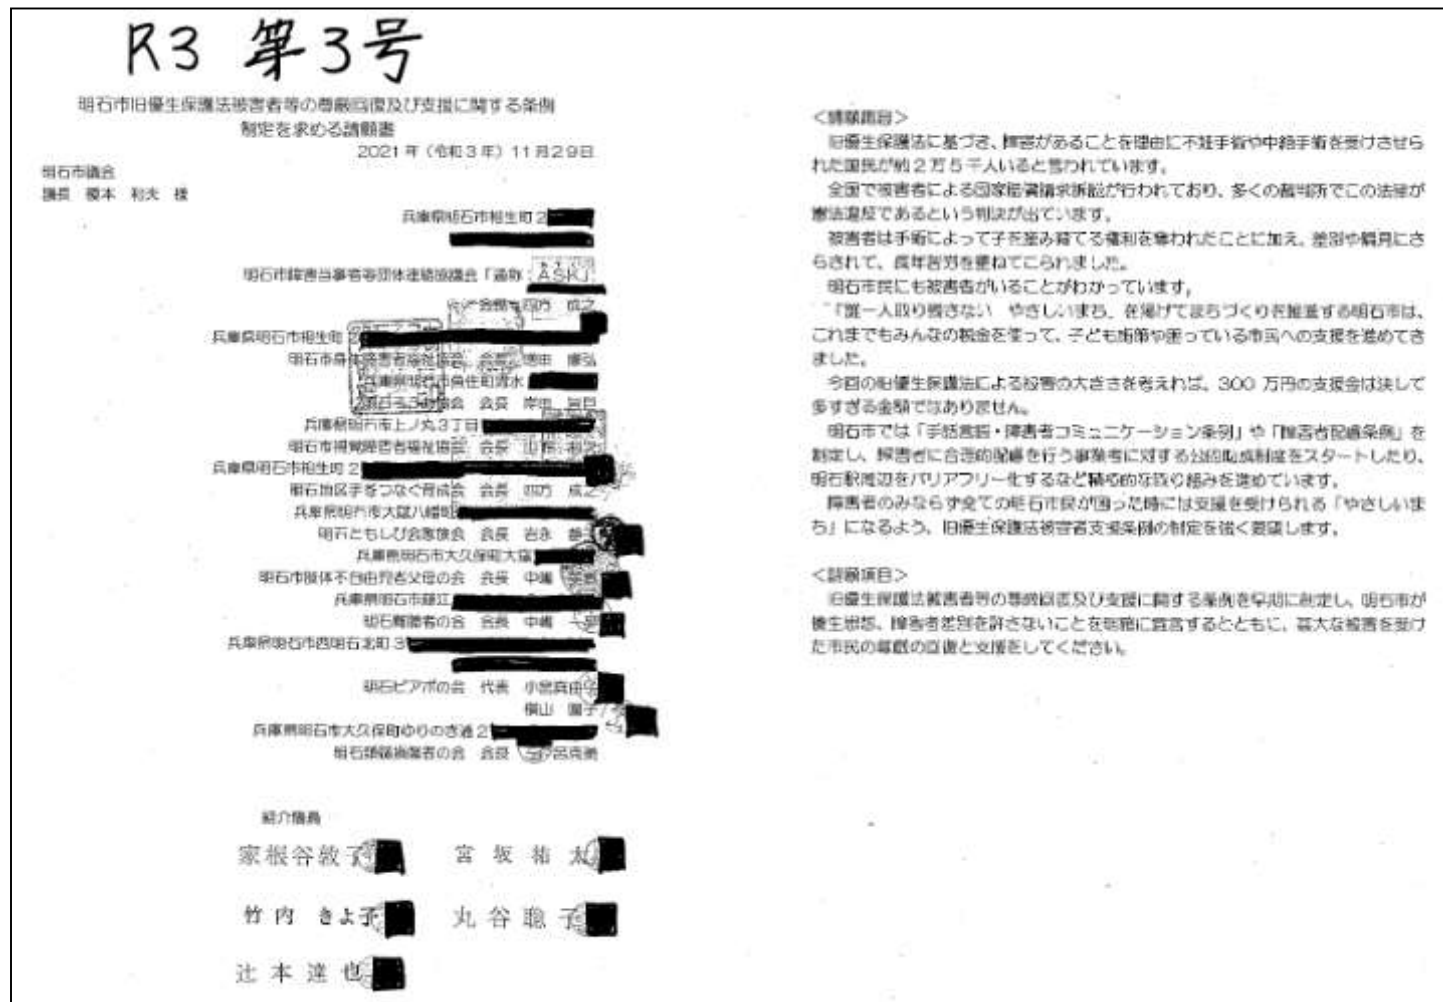 R3 第3号
明石市旧優生保護法被害者等の尊厳回復及び支援に関する条例
制定を求める請願書
2021年（令和3年）11月29日
明石市議会
議長 榎本 和夫 様
兵庫県明石市相生町2
明石市障害当事者等団体連絡協議会「通称 ASK」
会長 四方 成之
兵庫県明石市相生町2
明石市身体障害者福祉協会 会長 増田
兵庫県明石市魚住町清水
明石ろうあ協会 会長 岸田
兵庫県明石市上ノ丸3丁目
明石市視覚障害者福祉協会 会長
兵庫県明石市相生町2
明石地区手をつなぐ育成会 会長 四方 成之
兵庫県明石市大蔵八幡町
明石ともしび会家族会 会長 岩永
兵庫県明石市大久保町大窪
明石市肢体不自由児者父母の会 会長 中嶋
兵庫県明石市藤江
明石難聴者の会 会長 中嶋
兵庫県明石市西明石北町3
明石ピアポの会 代表 小宮真由
横山 子
兵庫県明石市大久保町ゆりのき通2
明石頚髄損傷者の会 会長
紹介議員
家根谷敦子 宮坂祐太
竹内きよ子 丸谷聡子
辻本達也
＜請願趣旨＞
旧優生保護法に基づき、障害があることを理由に不妊手術や中絶手術を受けさせら
れた国民が約2万5千人いると言われています。
全国で被害者による国家賠償請求訴訟が行われており、多くの裁判所でこの法律が
憲法違反であるという判決が出ています。
被害者は手術によって子を産み育てる権利を奪われたことに加え、差別や偏見にさ
らされて、長年苦労を重ねてこられました。
明石市民にも被害者がいることがわかっています。
「誰一人取り残さない やさしいまち」を掲げてまちづくりを推進する明石市は、
これまでもみんなの税金を使って、子ども施策や困っている市民への支援を進めてき
ました。
今回の旧優生保護法による被害の大きさを考えれば、300 万円の支援金は決して
多すぎる金額ではありません。
明石市では「手話言語・障害者コミュニケーション条例」や「障害者配慮条例」を
制定し、障害者に合理的配慮を行う事業者に対する公的助成制度をスタートしたり、
明石駅周辺をバリアフリー化するなど積極的な取り組みを進めています。
障害者のみならず全ての明石市民が困った時には支援を受けられる「やさしいま
ち」になるよう、旧優生保護法被害者支援条例の制定を強く要望します。
＜請願項目＞
旧優生保護法被害者等の尊厳回復及び支援に関する条例を早期に制定し、明石市が
優生思想、障害者差別を許さないことを明確に宣言するとともに、甚大な被害を受け
た市民の尊厳の回復と支援をしてください。